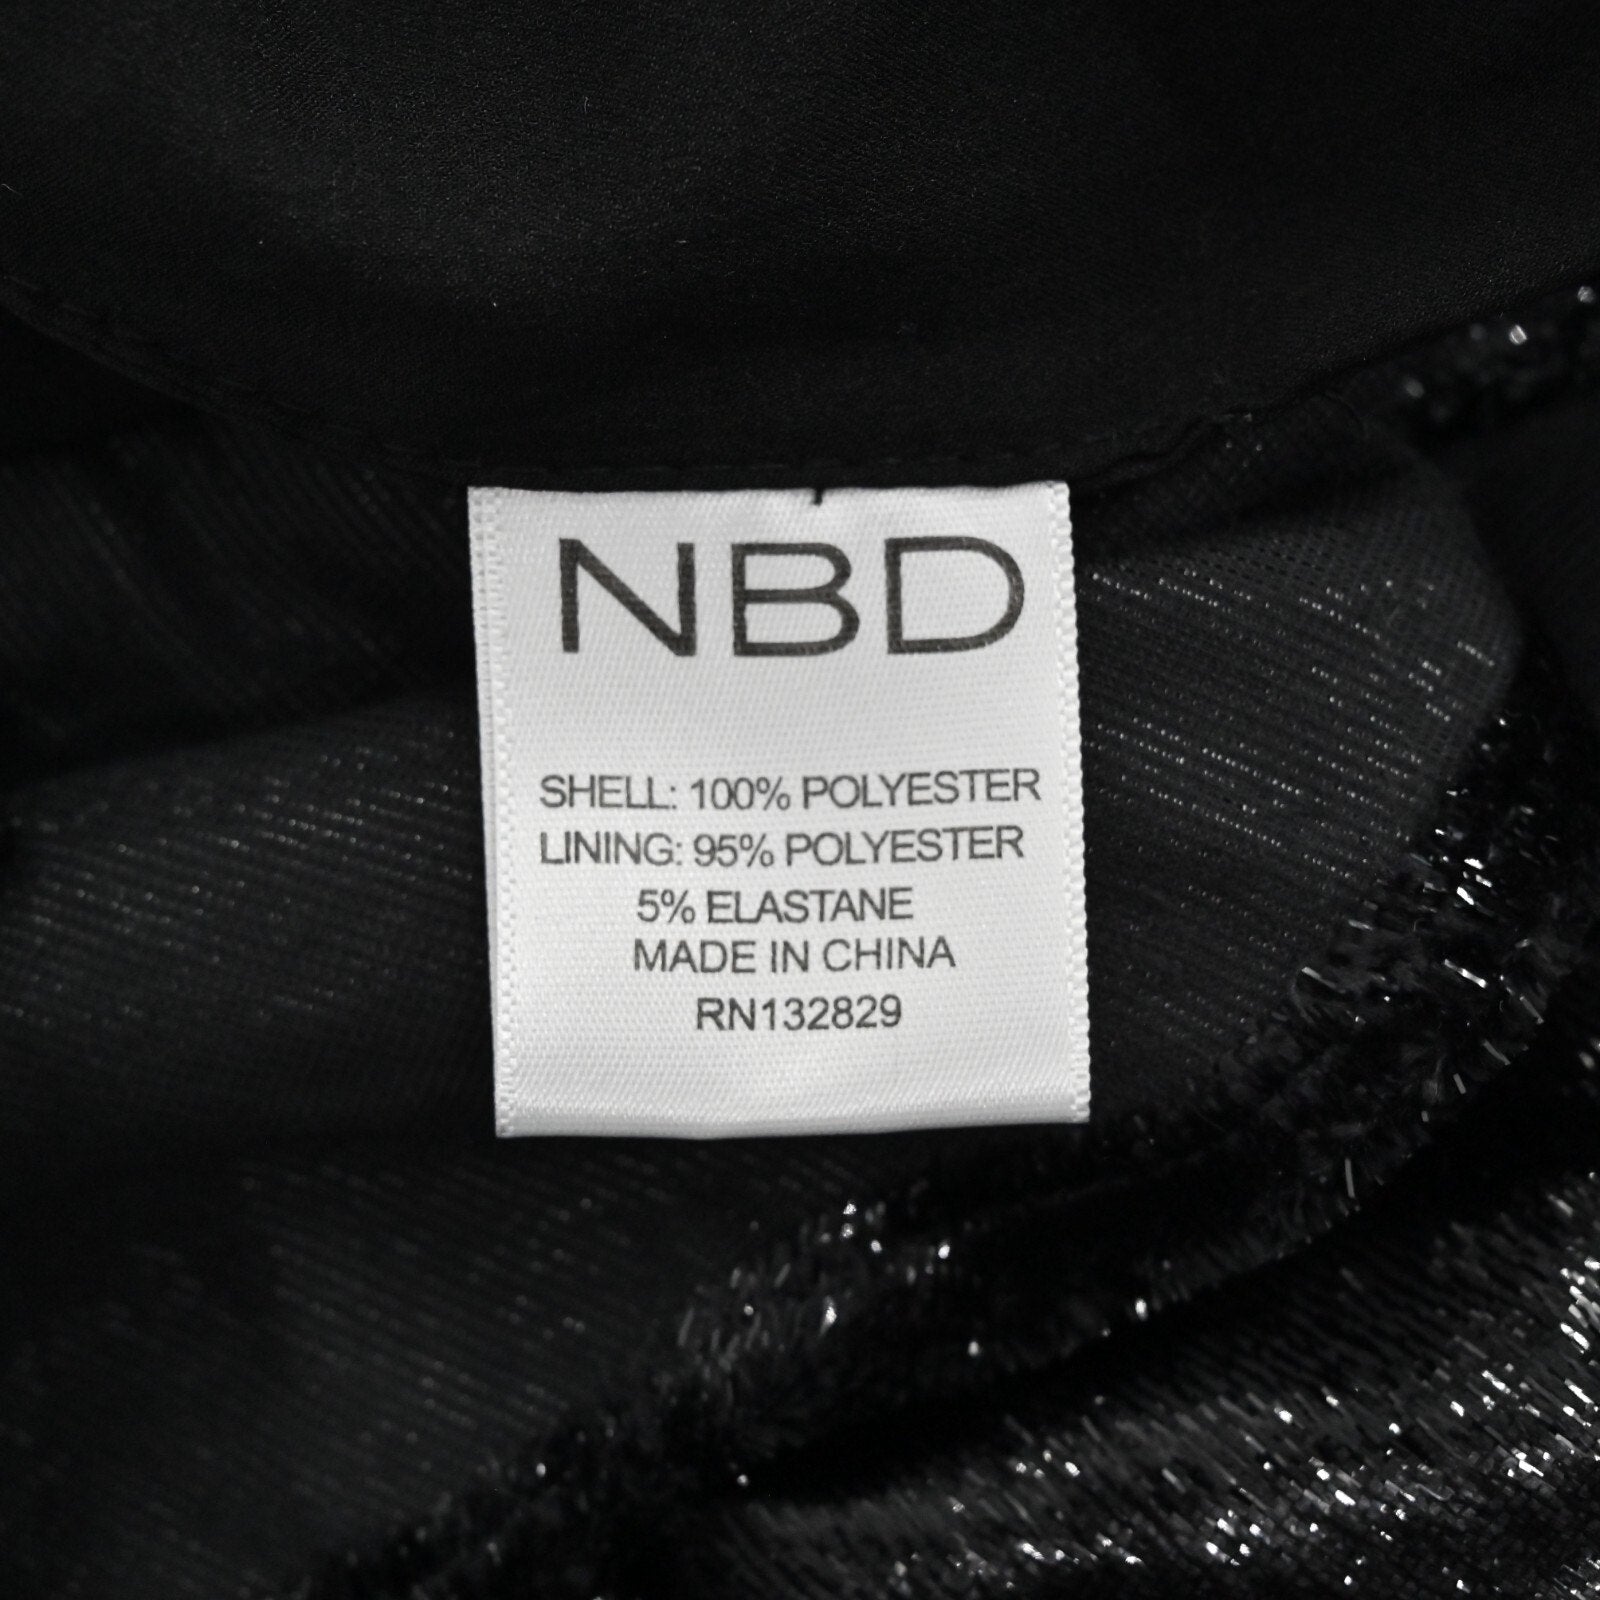 NBD
SHELL: 100% POLYESTER
LINING: 95% POLYESTER
5% ELASTANE
MADE IN CHINA
RN132829